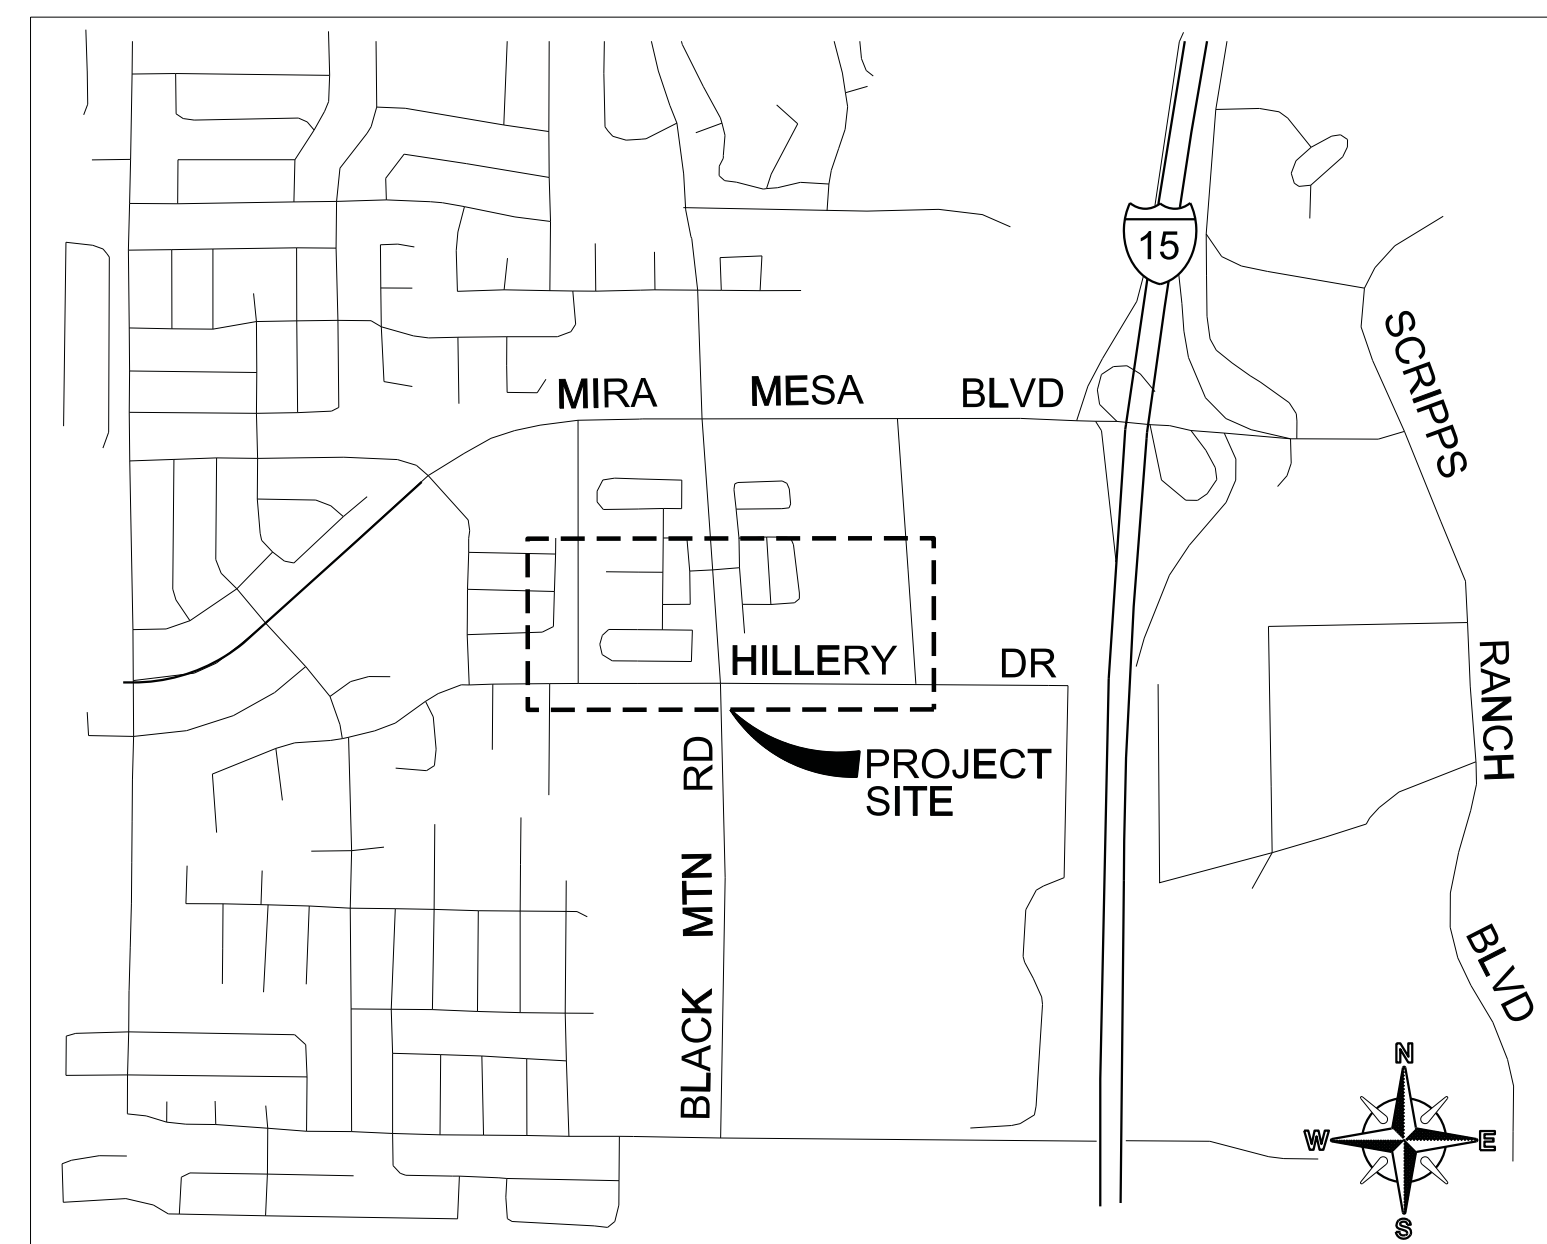 15
MIRA MESA BLVD
SCRIPPS RANCH BLVD
HILLERY DR
BLACK MTN RD
PROJECT
SITE
N
W E
S